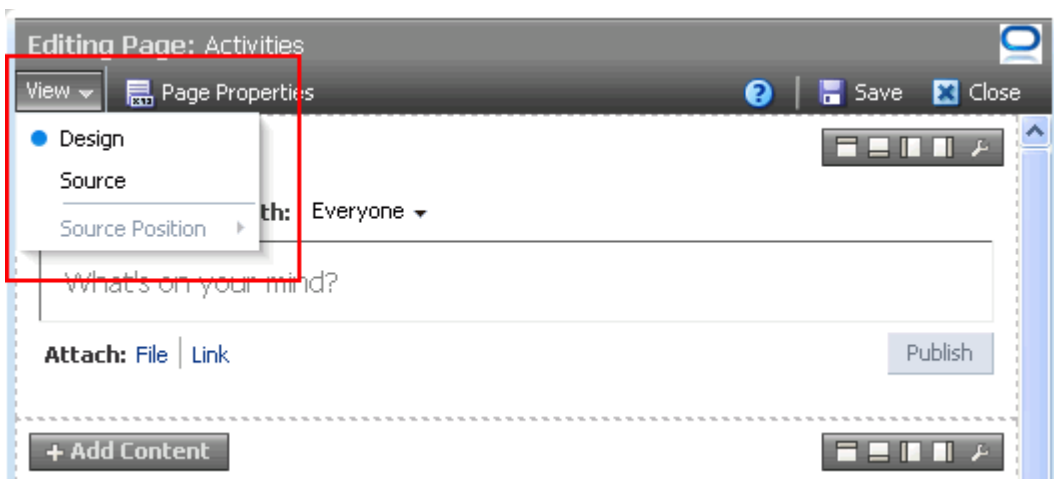 Editing Page: Activities
View Page Properties Save Close
Design
Source
th: Everyone
Source Position
What's on your mind?
Attach: File Link Publish
+ Add Content